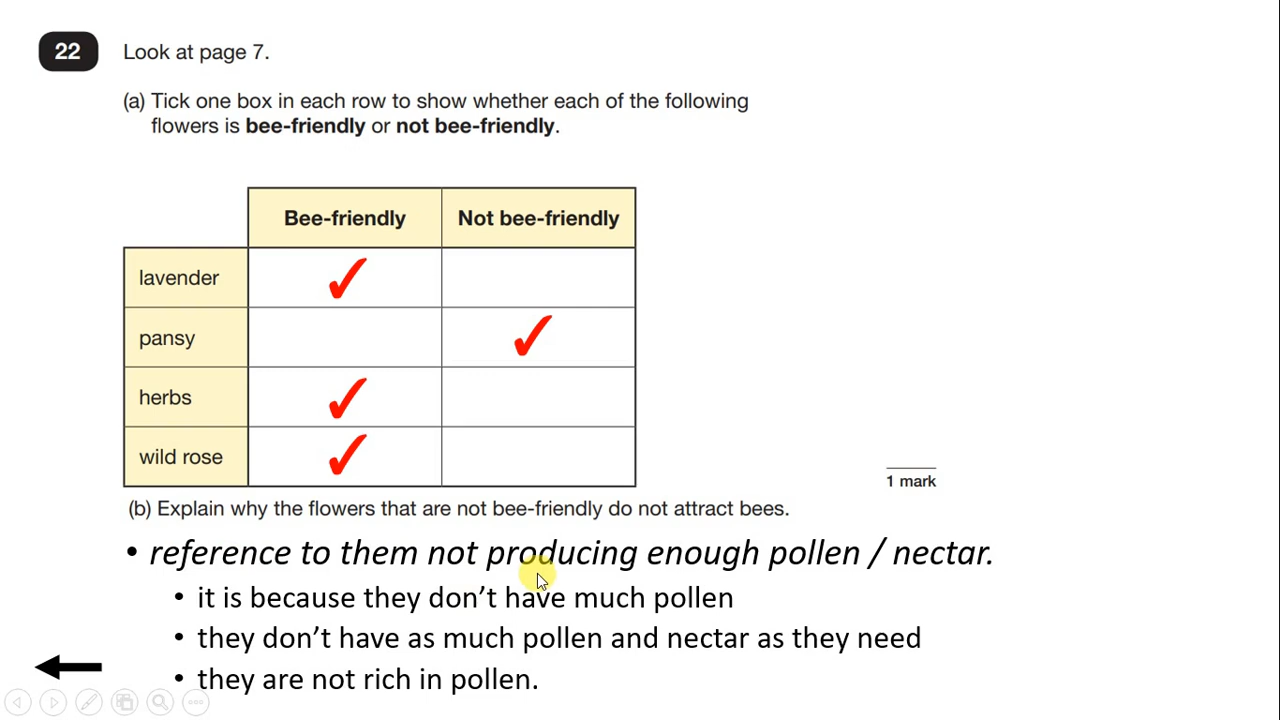 22 Look at page 7.
(a) Tick one box in each row to show whether each of the following
flowers is bee-friendly or not bee-friendly.
Bee-friendly Not bee-friendly
lavender ✓
pansy ✓
herbs ✓
wild rose ✓
1 mark
(b) Explain why the flowers that are not bee-friendly do not attract bees.
• reference to them not producing enough pollen / nectar.
• it is because they don't have much pollen
• they don't have as much pollen and nectar as they need
• they are not rich in pollen.